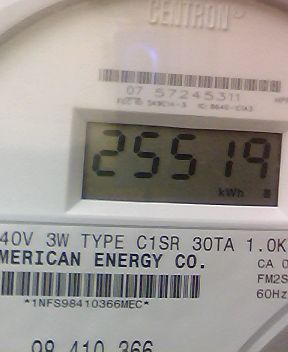 CENTRON®
07 57245311
25519
kWh
40V 3W TYPE C1SR 30TA 1.0K
MERICAN ENERGY CO.
CA 0
FM2S
60Hz
*1NFS98410366MEC*
98 410 366